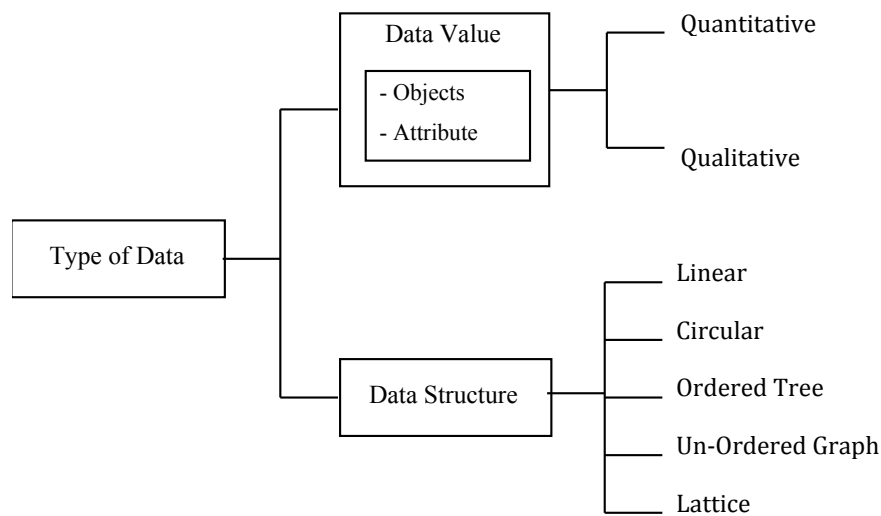 Type of Data
Data Value
- Objects
- Attribute
Quantitative
Qualitative
Data Structure
Linear
Circular
Ordered Tree
Un-Ordered Graph
Lattice